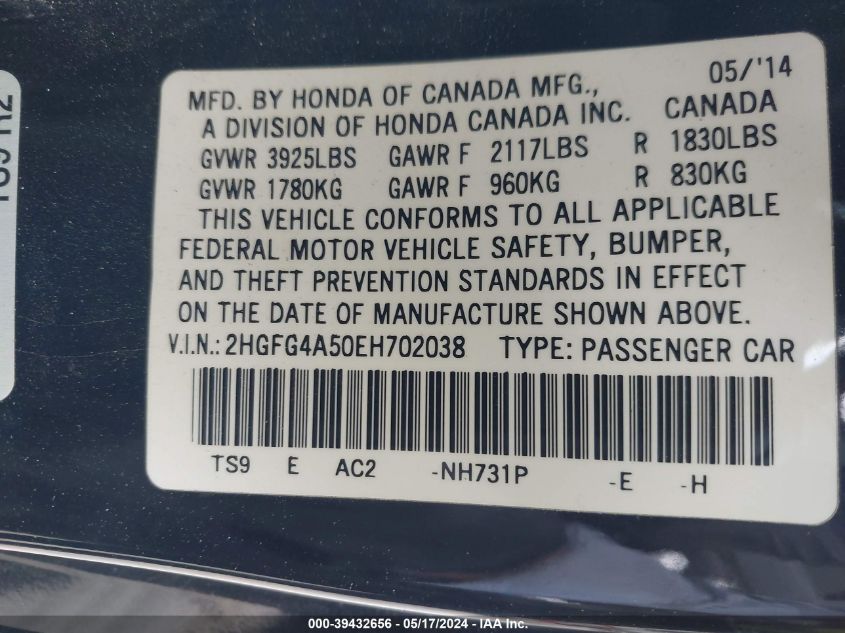 05/'14
MFD. BY HONDA OF CANADA MFG.,
A DIVISION OF HONDA CANADA INC. CANADA
GVWR 3925LBS GAWR F 2117LBS R 1830LBS
GVWR 1780KG GAWR F 960KG R 830KG
THIS VEHICLE CONFORMS TO ALL APPLICABLE
FEDERAL MOTOR VEHICLE SAFETY, BUMPER,
AND THEFT PREVENTION STANDARDS IN EFFECT
ON THE DATE OF MANUFACTURE SHOWN ABOVE.
V.I.N.: 2HGFG4A50EH702038 TYPE: PASSENGER CAR
TS9 E AC2 -NH731P -E -H
000-39432656 - 05/17/2024 - IAA Inc.